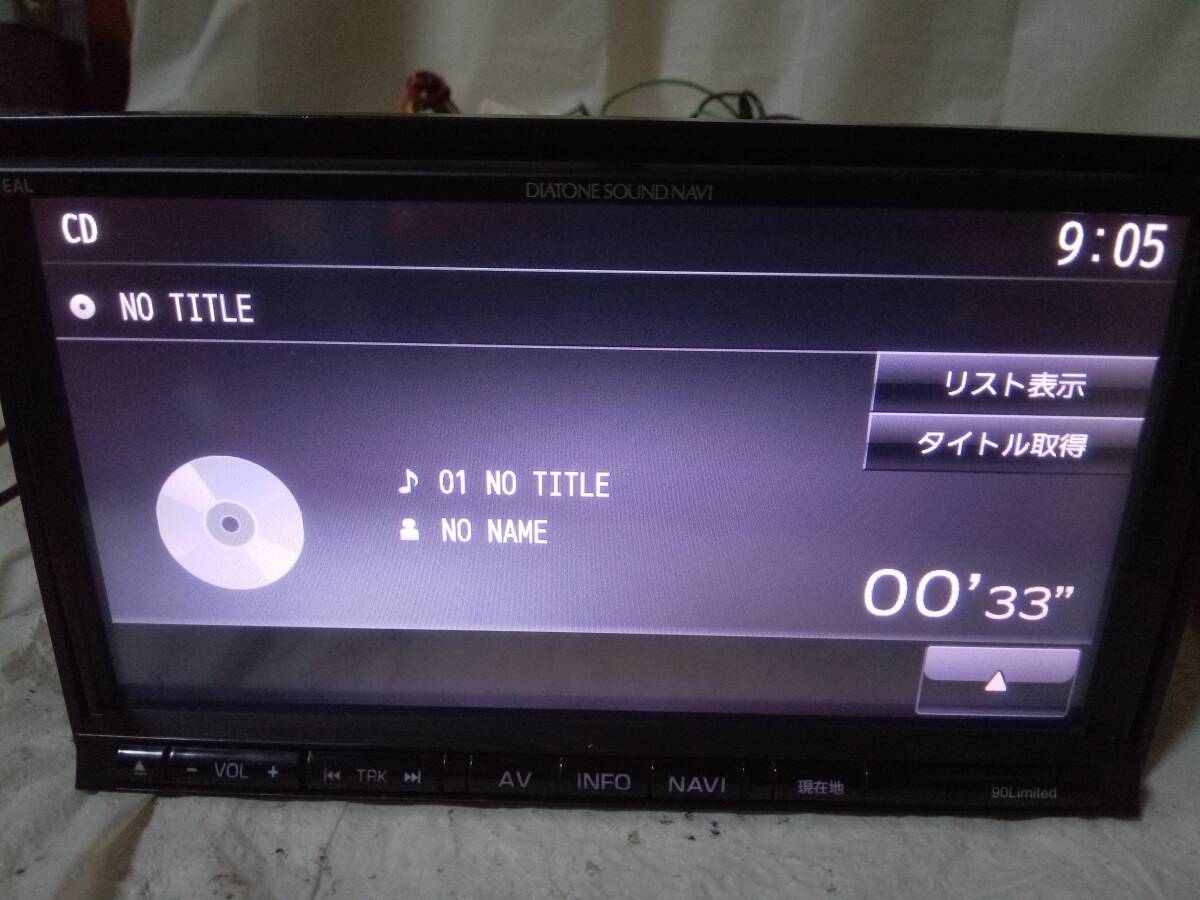 EAL
DIATONE SOUND.NAVI
CD
9:05
NO TITLE
リスト表示
タイトル取得
01 NO TITLE
NO NAME
00’33”
- VOL +
TRK
AV
INFO
NAVI
現在地
90Limited